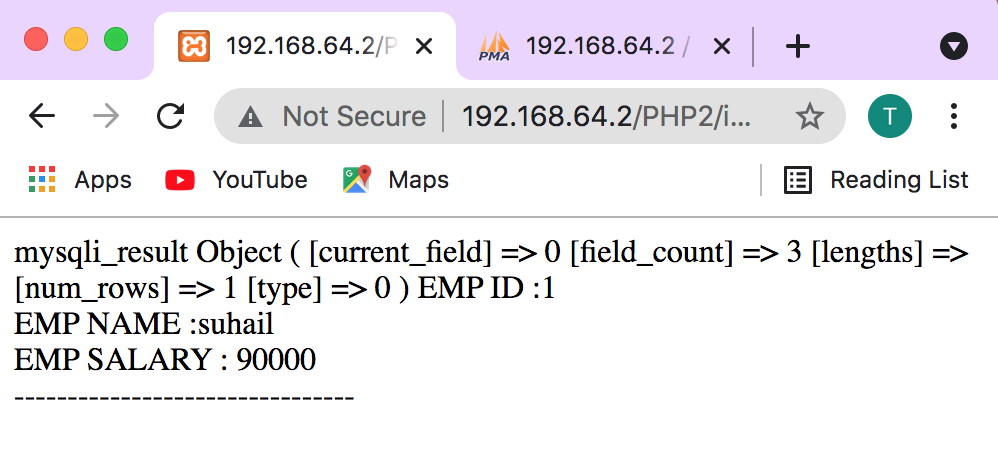 192.168.64.2/P
192.168.64.2 /
PMA
Not Secure
192.168.64.2/PHP2/i...
T
Apps
YouTube
Maps
Reading List
mysqli_result Object ( [current_field] => 0 [field_count] => 3 [lengths] =>
[num_rows] => 1 [type] => 0 ) EMP ID :1
EMP NAME :suhail
EMP SALARY : 90000
--------------------------------